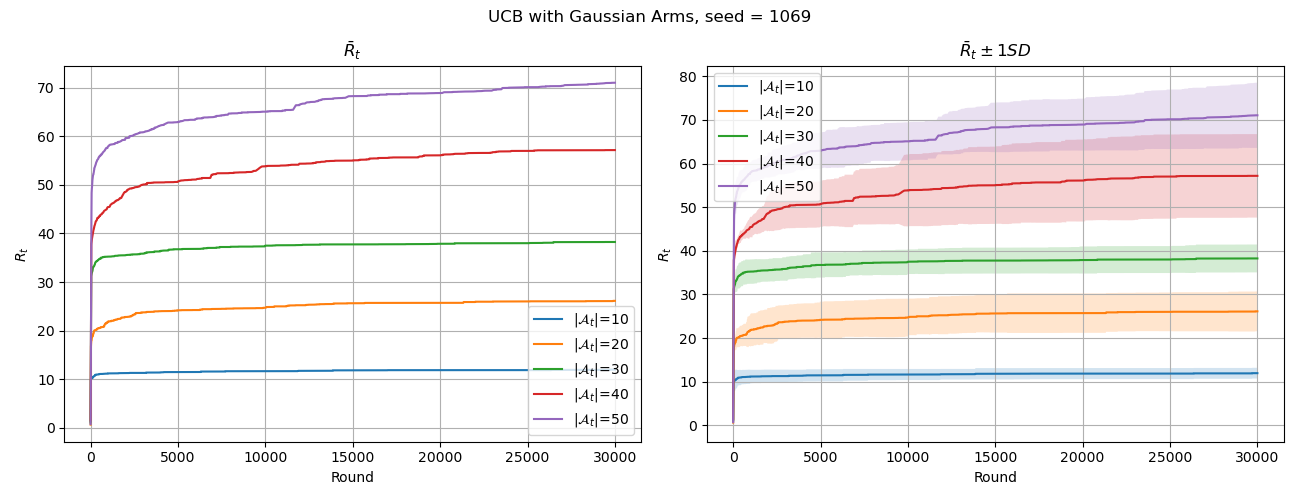 UCB with Gaussian Arms, seed = 1069
R̄ₜ
Rₜ
70
60
50
40
30
20
10
0
|𝒜ₜ|=10
|𝒜ₜ|=20
|𝒜ₜ|=30
|𝒜ₜ|=40
|𝒜ₜ|=50
0 5000 10000 15000 20000 25000 30000
Round
R̄ₜ ± 1SD
Rₜ
80
70
60
50
40
30
20
10
0
|𝒜ₜ|=10
|𝒜ₜ|=20
|𝒜ₜ|=30
|𝒜ₜ|=40
|𝒜ₜ|=50
0 5000 10000 15000 20000 25000 30000
Round